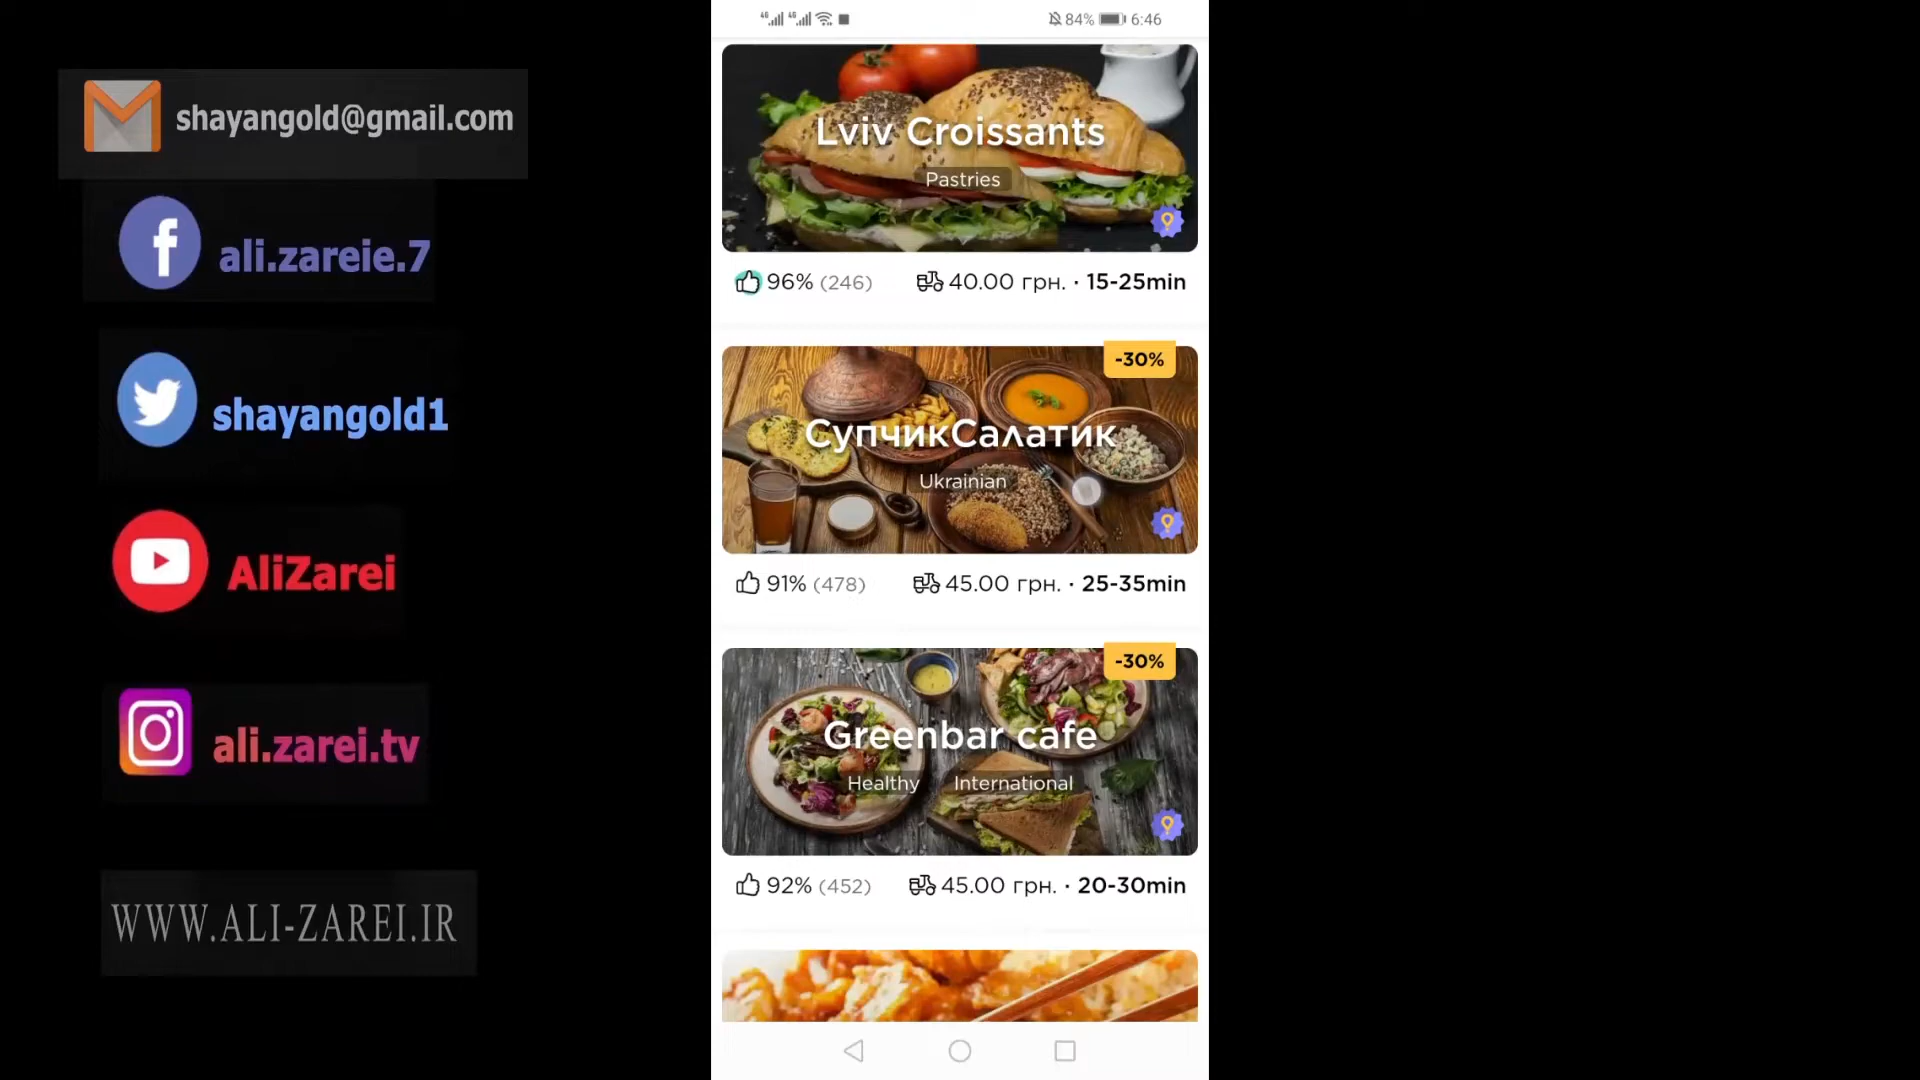 shayangold@gmail.com
ali.zareie.7
shayangold1
AliZarei
ali.zarei.tv
WWW.ALI-ZAREI.IR
4G 4G 84% 6:46
Lviv Croissants
Pastries
96% (246) 40.00 грн. · 15-25min
-30%
СупчикСалатик
Ukrainian
91% (478) 45.00 грн. · 25-35min
-30%
Greenbar cafe
Healthy International
92% (452) 45.00 грн. · 20-30min